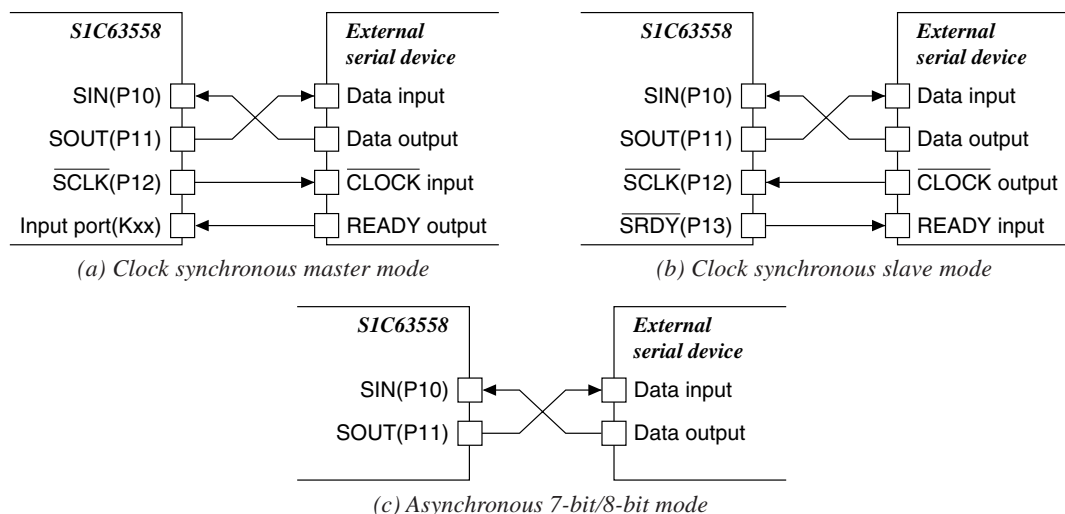 S1C63558
External
serial device
SIN(P10)
Data input
SOUT(P11)
Data output
SCLK(P12)
CLOCK input
Input port(Kxx)
READY output
(a) Clock synchronous master mode
S1C63558
External
serial device
SIN(P10)
Data input
SOUT(P11)
Data output
SCLK(P12)
CLOCK output
SRDY(P13)
READY input
(b) Clock synchronous slave mode
S1C63558
External
serial device
SIN(P10)
Data input
SOUT(P11)
Data output
(c) Asynchronous 7-bit/8-bit mode